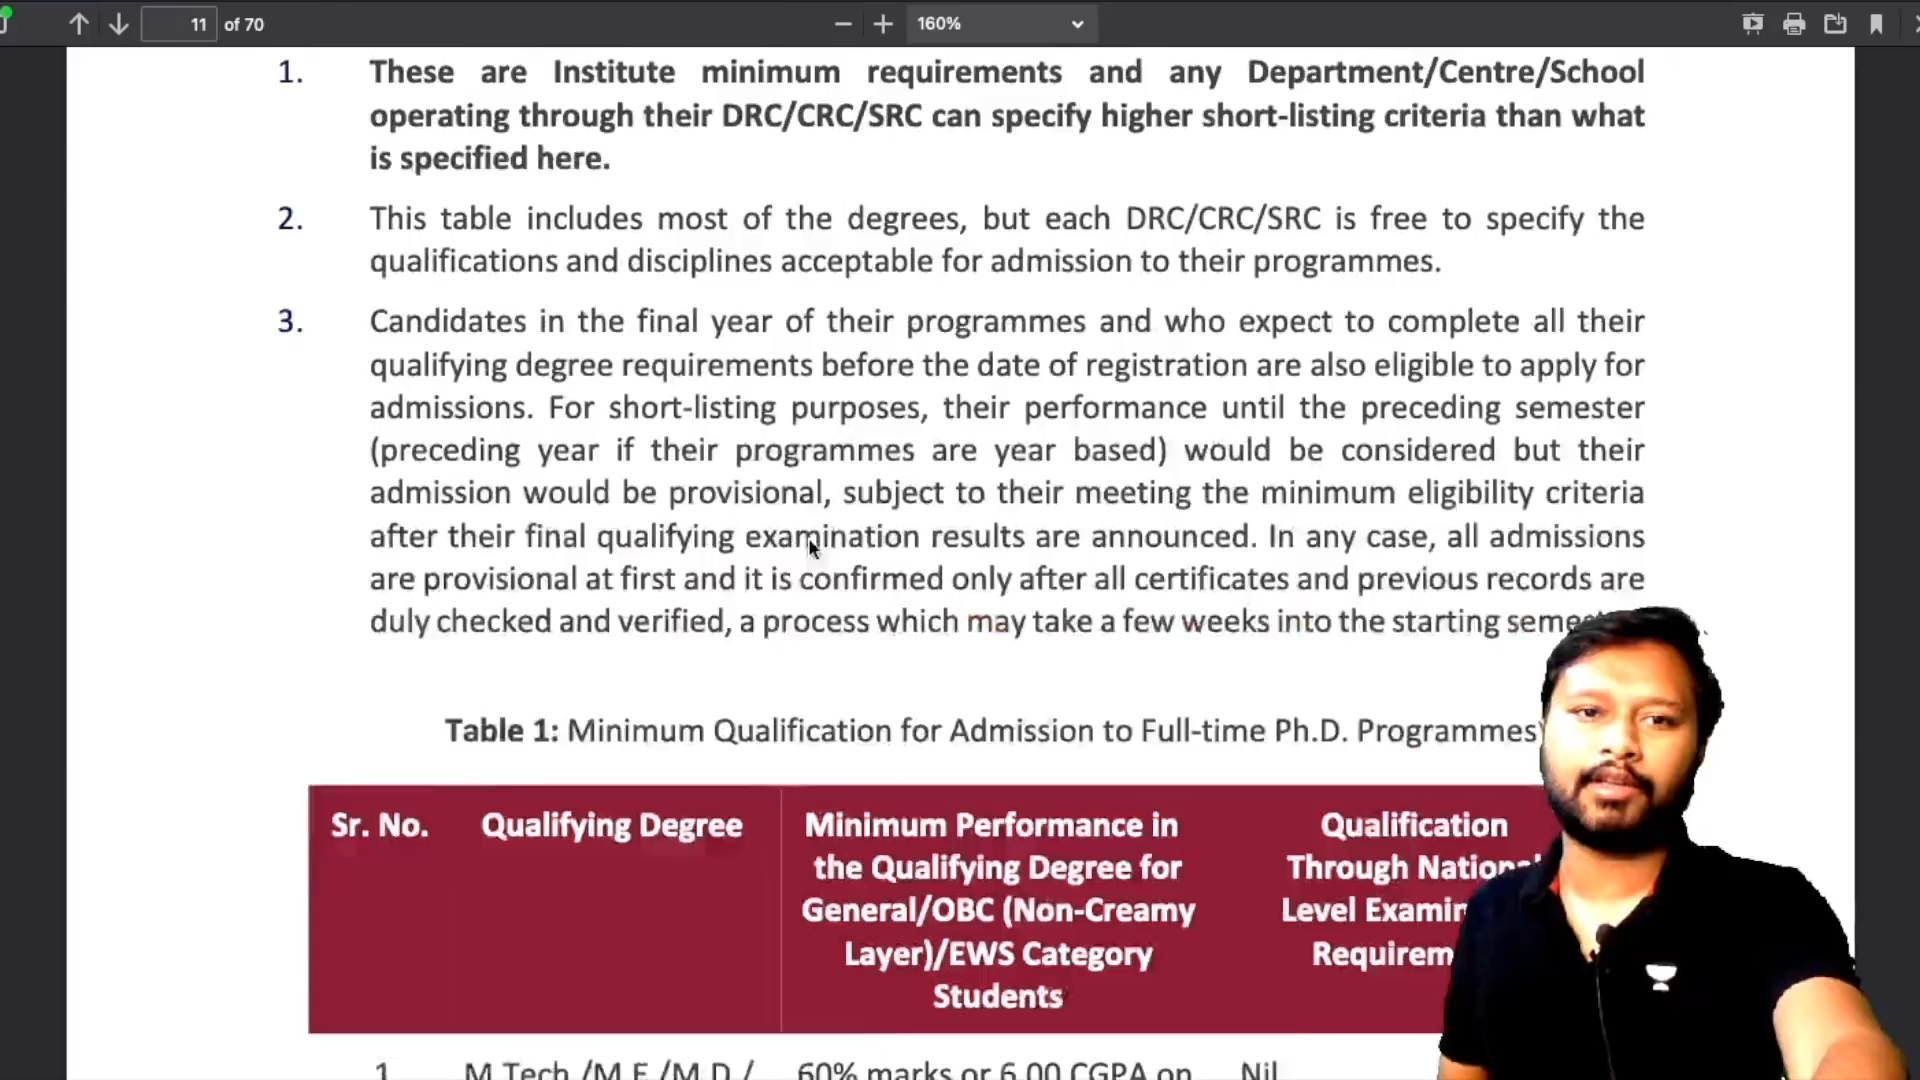 11 of 70
160%
1. These are Institute minimum requirements and any Department/Centre/School
operating through their DRC/CRC/SRC can specify higher short-listing criteria than what
is specified here.
2. This table includes most of the degrees, but each DRC/CRC/SRC is free to specify the
qualifications and disciplines acceptable for admission to their programmes.
3. Candidates in the final year of their programmes and who expect to complete all their
qualifying degree requirements before the date of registration are also eligible to apply for
admissions. For short-listing purposes, their performance until the preceding semester
(preceding year if their programmes are year based) would be considered but their
admission would be provisional, subject to their meeting the minimum eligibility criteria
after their final qualifying examination results are announced. In any case, all admissions
are provisional at first and it is confirmed only after all certificates and previous records are
duly checked and verified, a process which may take a few weeks into the starting
Table 1: Minimum Qualification for Admission to Full-time Ph.D. Programmes
Sr. No.
Qualifying Degree
Minimum Performance in
the Qualifying Degree for
General/OBC (Non-Creamy
Layer)/EWS Category
Students
Qualification
Through
Level
1 M.Tech./M.E./M.D./ 60% marks or 6.00 CGPA on Nil